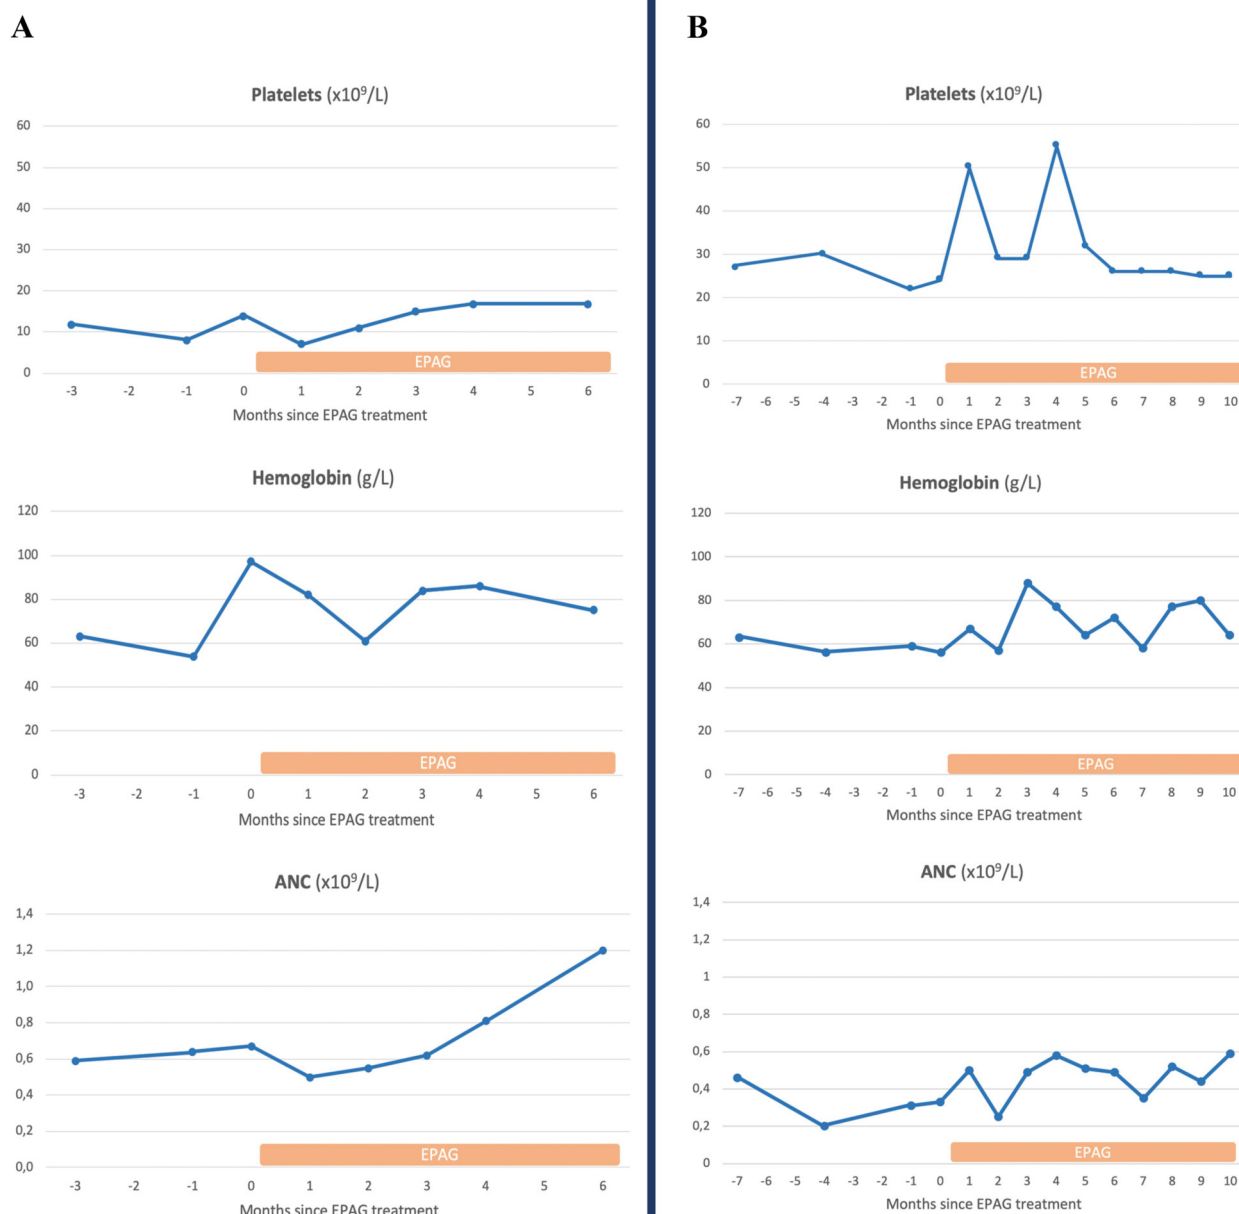 A
Platelets (x10⁹/L)
60
50
40
30
20
10
0
EPAG
-3 -2 -1 0 1 2 3 4 5 6
Months since EPAG treatment
Hemoglobin (g/L)
120
100
80
60
40
20
0
EPAG
-3 -2 -1 0 1 2 3 4 5 6
Months since EPAG treatment
ANC (x10⁹/L)
1,4
1,2
1,0
0,8
0,6
0,4
0,2
0,0
EPAG
-3 -2 -1 0 1 2 3 4 5 6
Months since EPAG treatment
B
Platelets (x10⁹/L)
60
50
40
30
20
10
0
EPAG
-7 -6 -5 -4 -3 -2 -1 0 1 2 3 4 5 6 7 8 9 10
Months since EPAG treatment
Hemoglobin (g/L)
120
100
80
60
40
20
0
EPAG
-7 -6 -5 -4 -3 -2 -1 0 1 2 3 4 5 6 7 8 9 10
Months since EPAG treatment
ANC (x10⁹/L)
1,4
1,2
1
0,8
0,6
0,4
0,2
0
EPAG
-7 -6 -5 -4 -3 -2 -1 0 1 2 3 4 5 6 7 8 9 10
Months since EPAG treatment